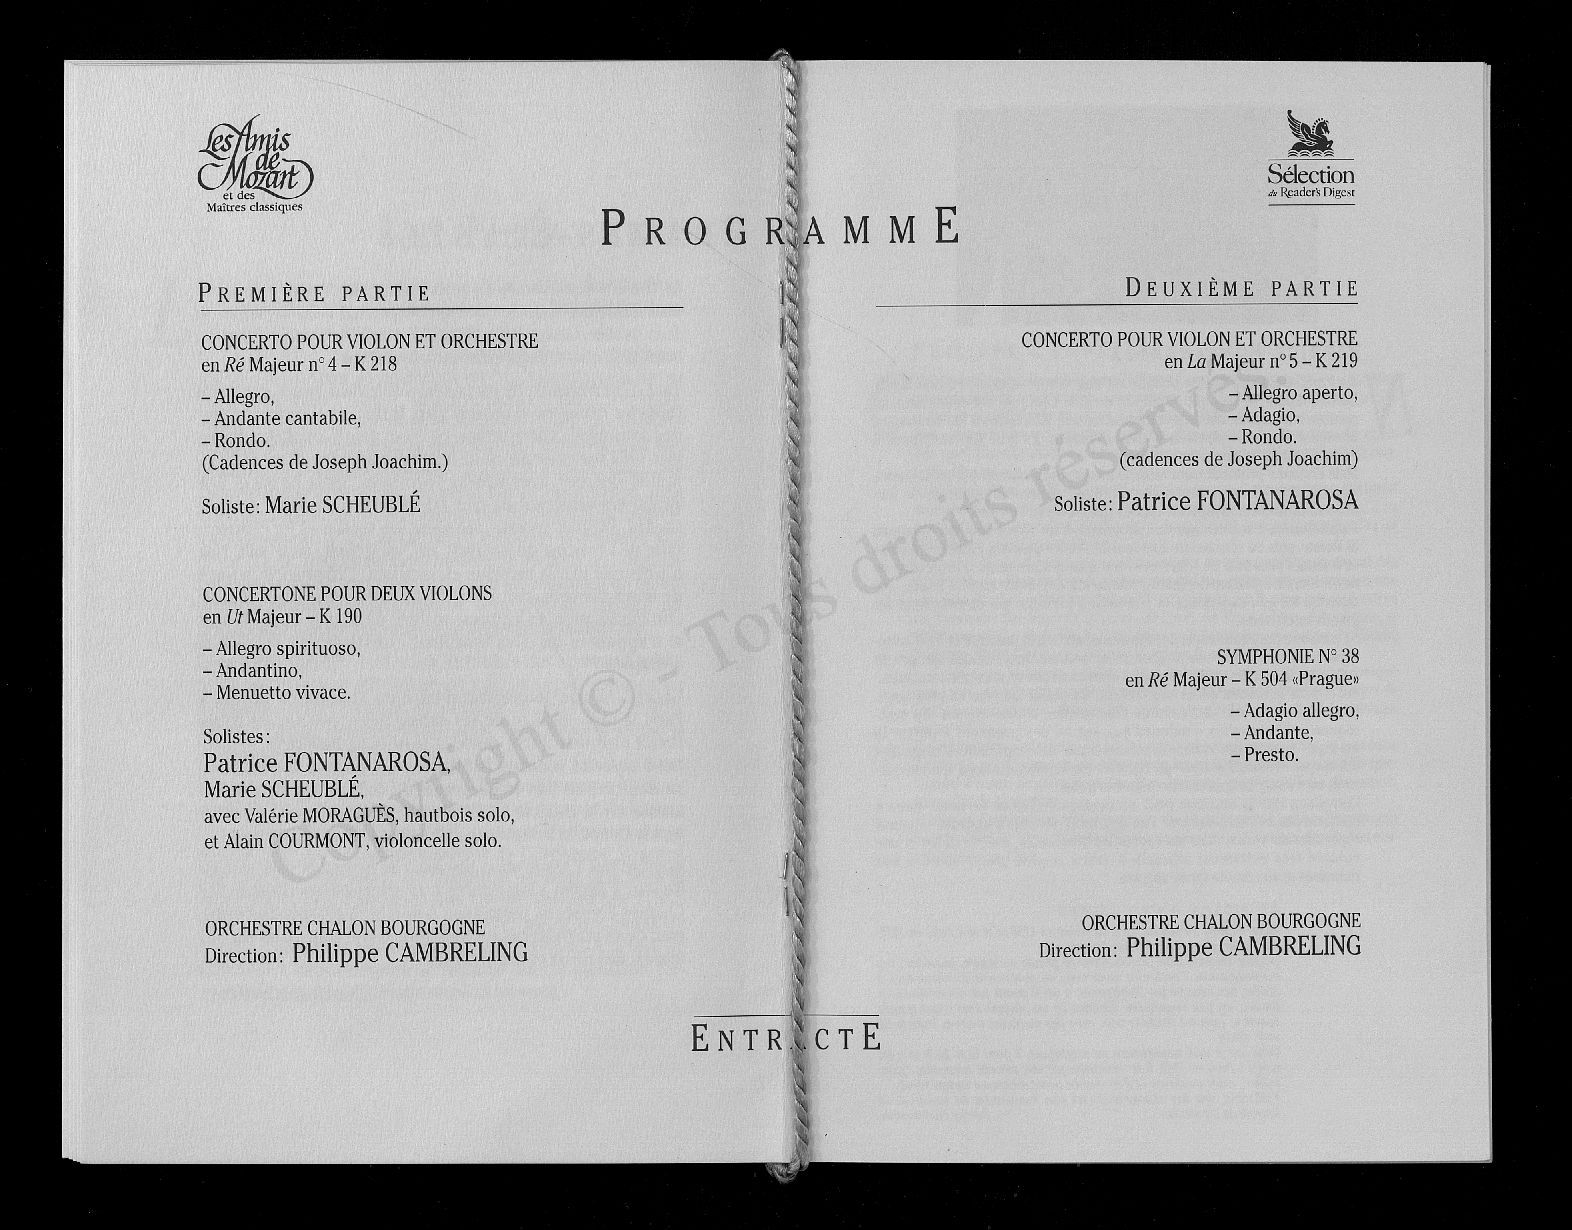 Les Amis
de
Mozart
et des
Maîtres classiques
Sélection
du Reader's Digest
PROGRAMME
PREMIÈRE PARTIE
CONCERTO POUR VIOLON ET ORCHESTRE
en Ré Majeur n° 4 – K 218
– Allegro,
– Andante cantabile,
– Rondo.
(Cadences de Joseph Joachim.)
Soliste: Marie SCHEUBLÉ
CONCERTONE POUR DEUX VIOLONS
en Ut Majeur – K 190
– Allegro spirituoso,
– Andantino,
– Menuetto vivace.
Solistes:
Patrice FONTANAROSA,
Marie SCHEUBLÉ,
avec Valérie MORAGUÈS, hautbois solo,
et Alain COURMONT, violoncelle solo.
ORCHESTRE CHALON BOURGOGNE
Direction: Philippe CAMBRELING
DEUXIÈME PARTIE
CONCERTO POUR VIOLON ET ORCHESTRE
en La Majeur n° 5 – K 219
– Allegro aperto,
– Adagio,
– Rondo.
(cadences de Joseph Joachim)
Soliste: Patrice FONTANAROSA
SYMPHONIE N° 38
en Ré Majeur – K 504 «Prague»
– Adagio allegro,
– Andante,
– Presto.
ORCHESTRE CHALON BOURGOGNE
Direction: Philippe CAMBRELING
ENTRACTE
Copyright © - Tous droits réservés.